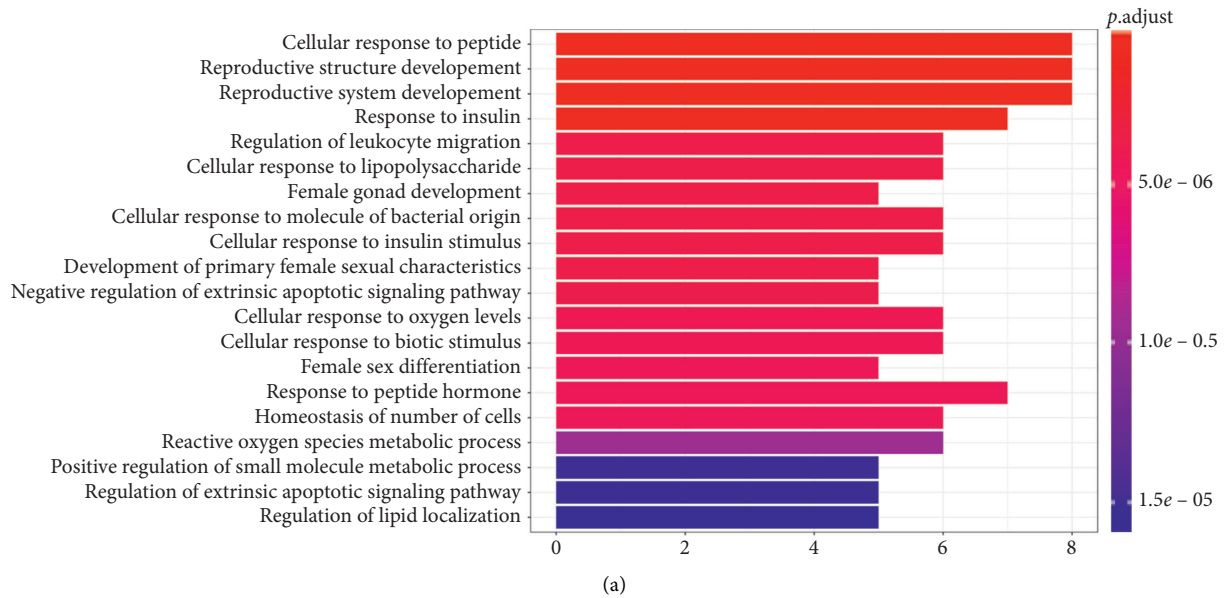 p.adjust
Cellular response to peptide
Reproductive structure developement
Reproductive system developement
Response to insulin
Regulation of leukocyte migration
Cellular response to lipopolysaccharide
Female gonad development
Cellular response to molecule of bacterial origin
Cellular response to insulin stimulus
Development of primary female sexual characteristics
Negative regulation of extrinsic apoptotic signaling pathway
Cellular response to oxygen levels
Cellular response to biotic stimulus
Female sex differentiation
Response to peptide hormone
Homeostasis of number of cells
Reactive oxygen species metabolic process
Positive regulation of small molecule metabolic process
Regulation of extrinsic apoptotic signaling pathway
Regulation of lipid localization
5.0e – 06
1.0e – 0.5
1.5e – 05
0 2 4 6 8
(a)